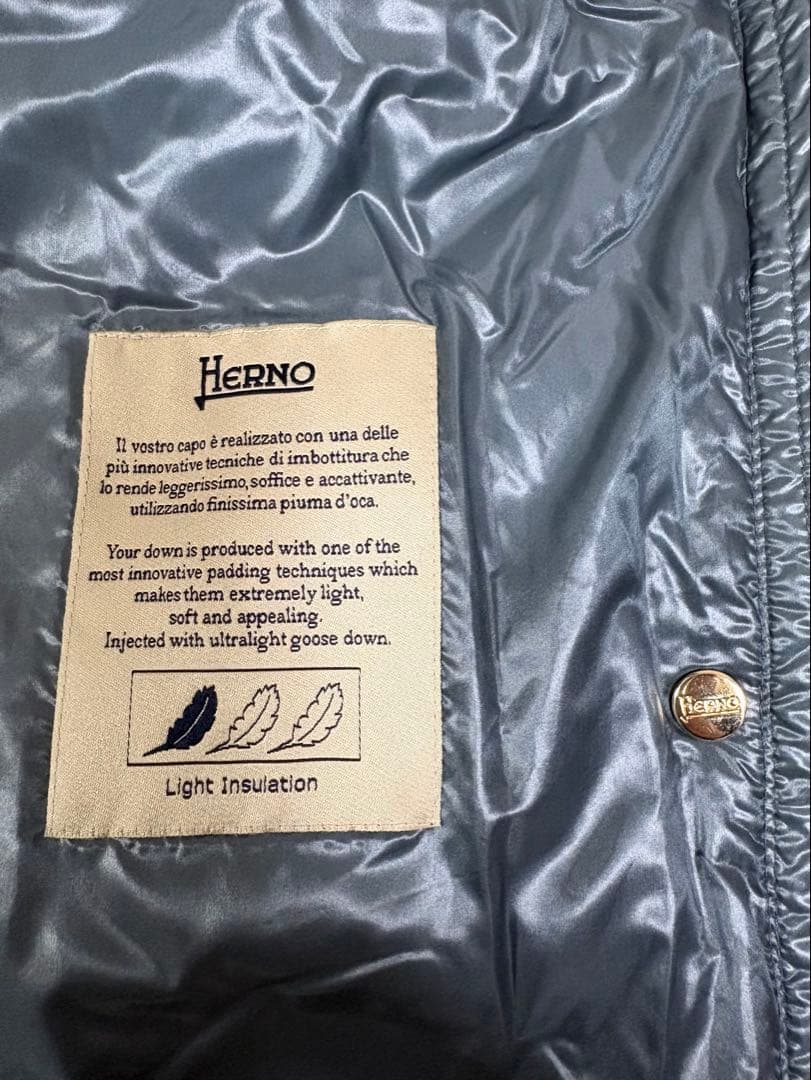 HERNO
Il vostro capo è realizzato con una delle
più innovative tecniche di imbottitura che
lo rende leggerissimo, soffice e accattivante,
utilizzando finissima piuma d'oca.
Your down is produced with one of the
most innovative padding techniques which
makes them extremely light,
soft and appealing.
Injected with ultralight goose down.
Light Insulation
HERNO